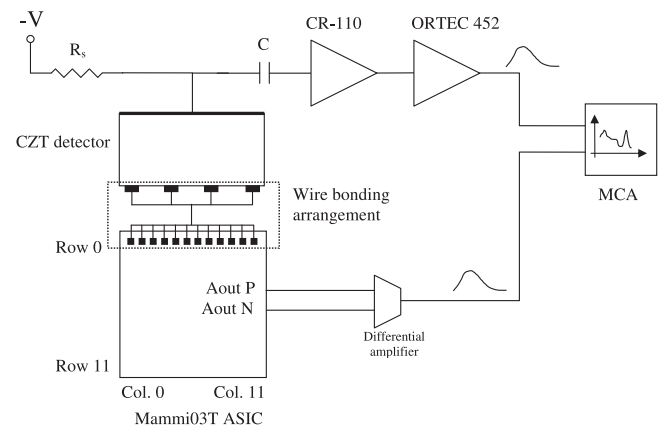 -V
Rs
C
CR-110
ORTEC 452
CZT detector
MCA
Wire bonding
arrangement
Row 0
Aout P
Aout N
Differential
amplifier
Row 11
Col. 0
Col. 11
Mammi03T ASIC